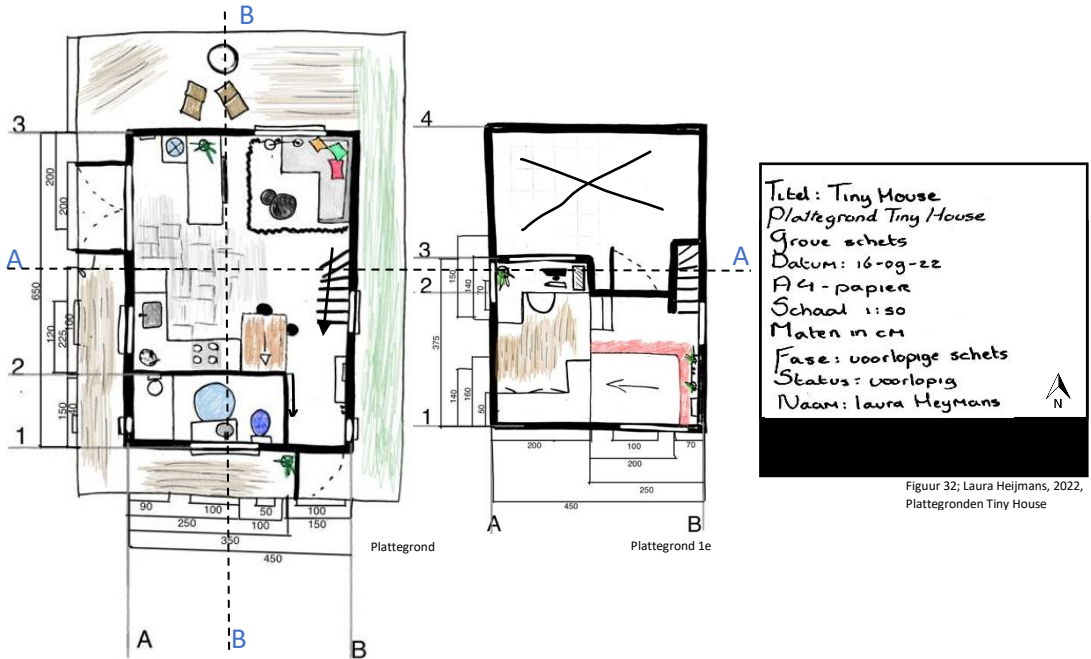 B
3
200
200
A
650
120
225
100
2
150
40
1
90
100
50
100
250
100
150
350
450
Plattegrond
A
B
B
4
3
150
140
70
2
375
140
160
50
1
A
200
100
70
200
250
450
A
B
Plattegrond 1e
Titel: Tiny House
Plattegrond Tiny House
Grove schets
Datum: 16-09-22
A4-papier
Schaal 1:50
Maten in cm
Fase: voorlopige schets
Status: voorlopig
Naam: Laura Heymans
N
Figuur 32; Laura Heijmans, 2022,
Plattegronden Tiny House